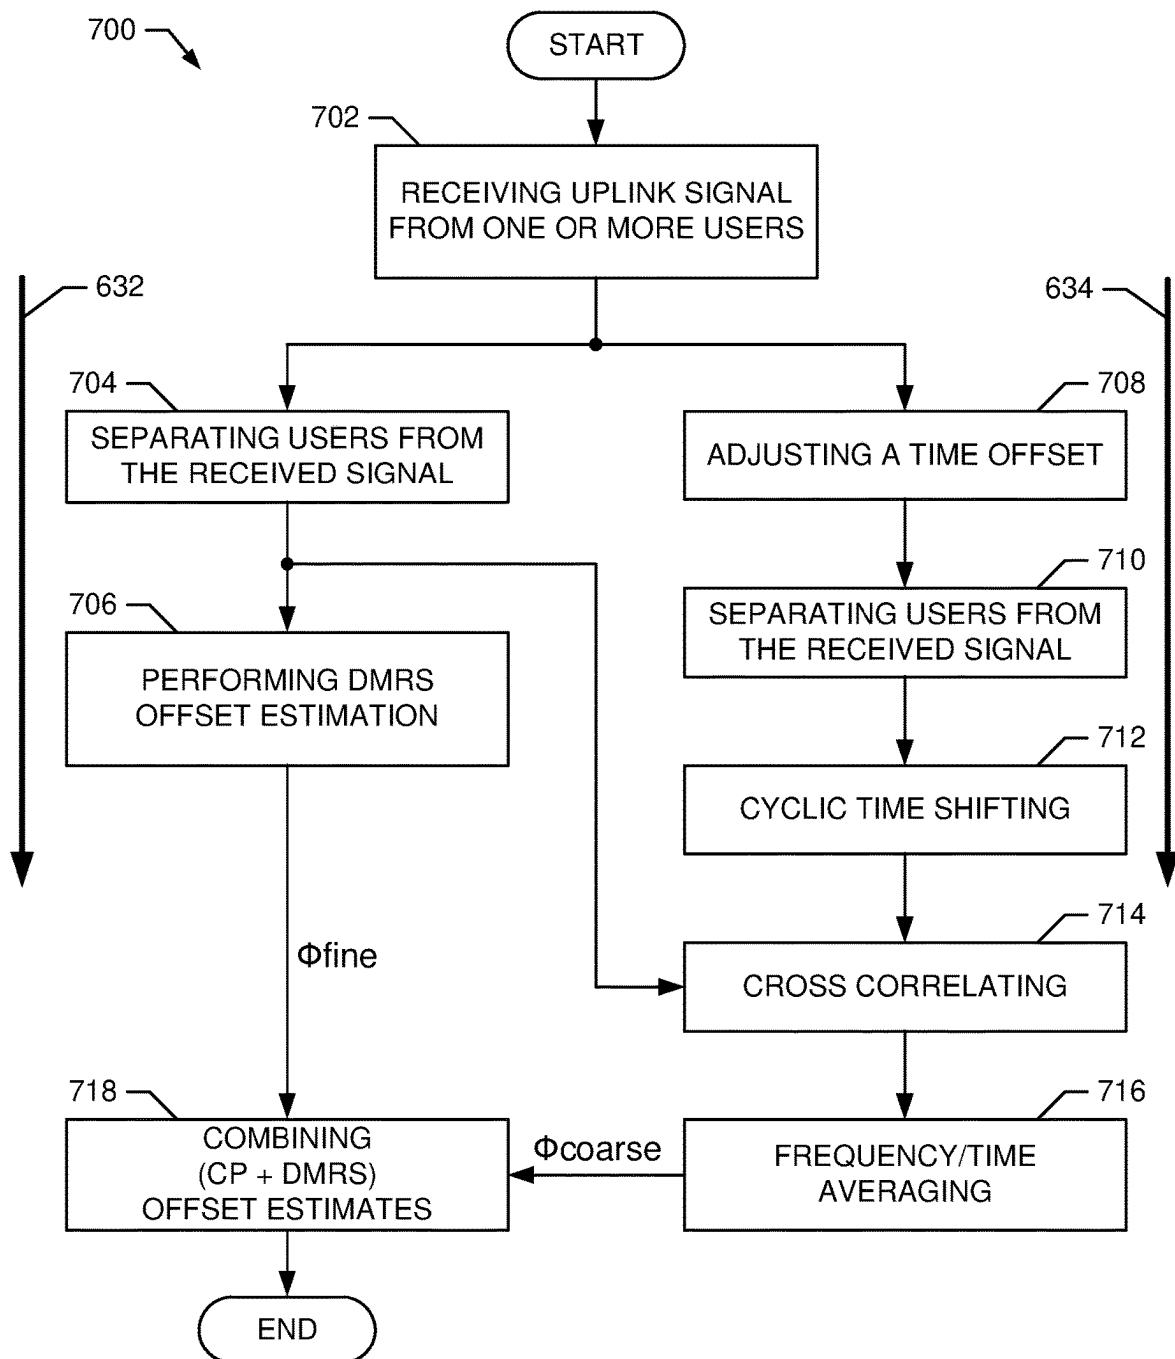 700
START
702
RECEIVING UPLINK SIGNAL
FROM ONE OR MORE USERS
632
634
704
SEPARATING USERS FROM
THE RECEIVED SIGNAL
708
ADJUSTING A TIME OFFSET
706
PERFORMING DMRS
OFFSET ESTIMATION
710
SEPARATING USERS FROM
THE RECEIVED SIGNAL
712
CYCLIC TIME SHIFTING
Φfine
714
CROSS CORRELATING
718
COMBINING
(CP + DMRS)
OFFSET ESTIMATES
Φcoarse
716
FREQUENCY/TIME
AVERAGING
END